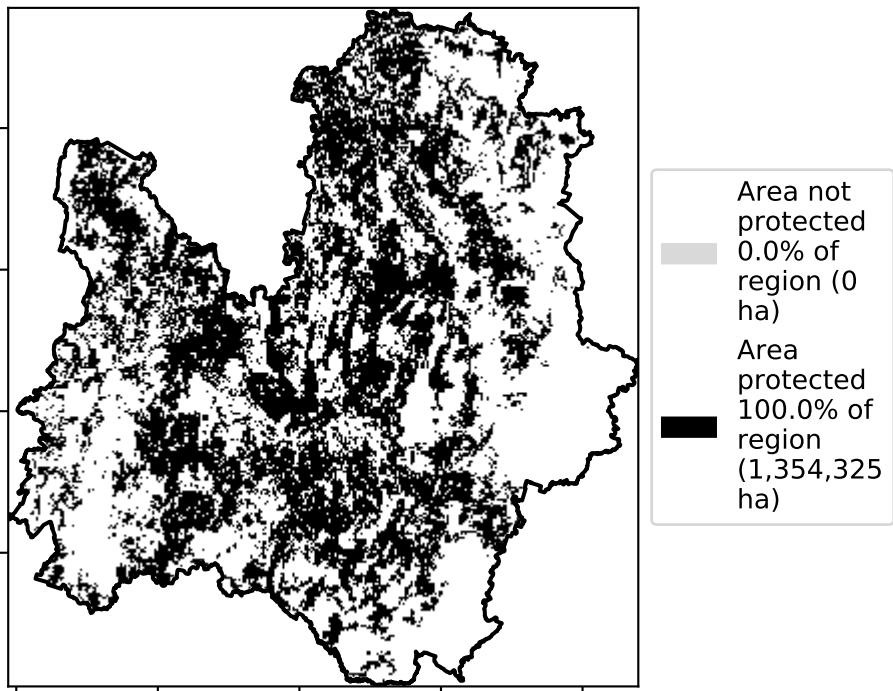 Area not
protected
0.0% of
region (0
ha)
Area
protected
100.0% of
region
(1,354,325
ha)